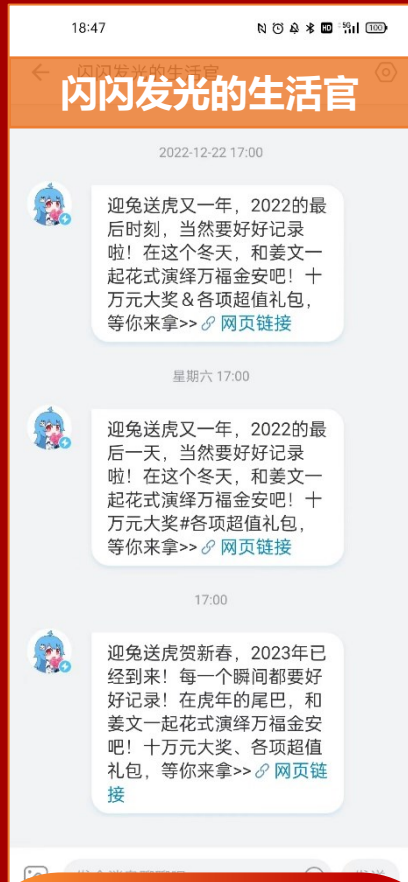 18:47
HD 5G 100
闪闪发光的生活官
2022-12-22 17:00
迎兔送虎又一年，2022的最
后时刻，当然要好好记录
啦！在这个冬天，和姜文一
起花式演绎万福金安吧！十
万元大奖＆各项超值礼包，
等你来拿>> 网页链接
星期六 17:00
迎兔送虎又一年，2022的最
后一天，当然要好好记录
啦！在这个冬天，和姜文一
起花式演绎万福金安吧！十
万元大奖#各项超值礼包，
等你来拿>> 网页链接
17:00
迎兔送虎贺新春，2023年已
经到来！每一个瞬间都要好
好记录！在虎年的尾巴，和
姜文一起花式演绎万福金安
吧！十万元大奖、各项超值
礼包，等你来拿>> 网页链
接